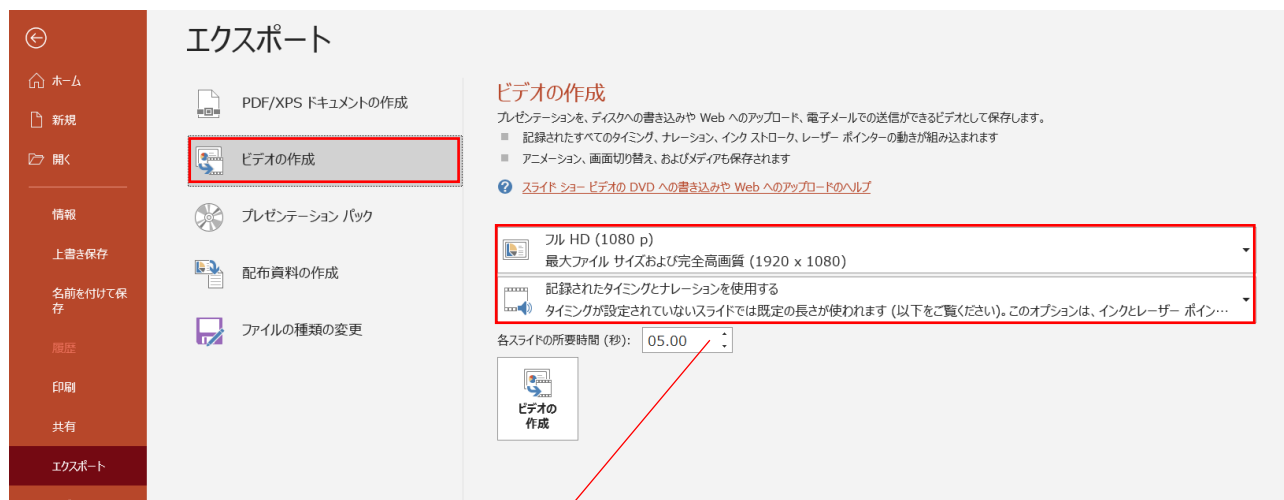 エクスポート
ホーム
新規
開く
情報
上書き保存
名前を付けて保
存
履歴
印刷
共有
エクスポート
PDF/XPS ドキュメントの作成
ビデオの作成
プレゼンテーション パック
配布資料の作成
ファイルの種類の変更
ビデオの作成
プレゼンテーションを、ディスクへの書き込みや Web へのアップロード、電子メールでの送信ができるビデオとして保存します。
記録されたすべてのタイミング、ナレーション、インク ストローク、レーザー ポインターの動きが組み込まれます
アニメーション、画面切り替え、およびメディアも保存されます
スライド ショー ビデオの DVD への書き込みや Web へのアップロードのヘルプ
フル HD (1080 p)
最大ファイル サイズおよび完全高画質 (1920 x 1080)
記録されたタイミングとナレーションを使用する
タイミングが設定されていないスライドでは既定の長さが使われます (以下をご覧ください)。このオプションは、インクとレーザー ポイン…
各スライドの所要時間 (秒): 05.00
ビデオの
作成